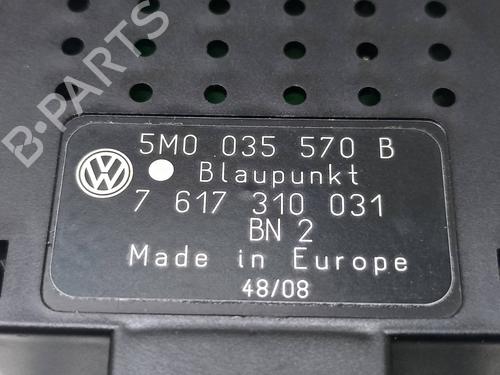 B-PARTS
5M0 035 570 B
Blaupunkt
7 617 310 031
BN 2
Made in Europe
48/08